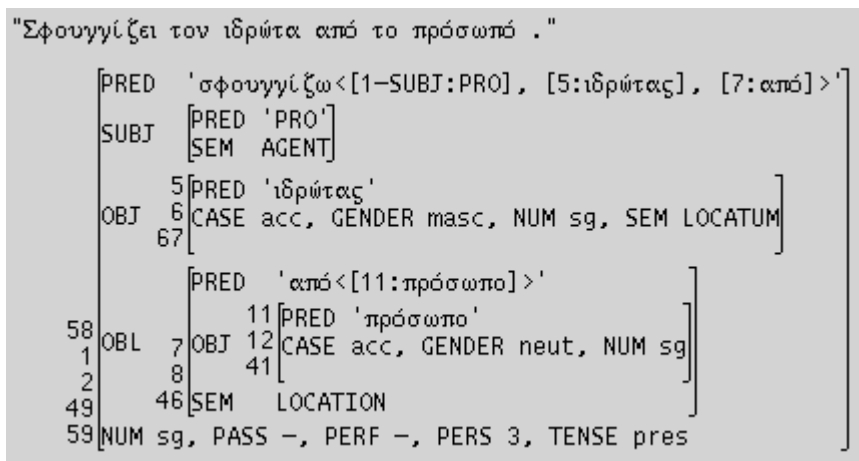 "Σφουγγίζει τον ιδρώτα από το πρόσωπό ."
PRED 'σφουγγίζω<[1-SUBJ:PRO], [5:ιδρώτας], [7:από]>'
PRED 'PRO'
SUBJ
SEM AGENT
5 PRED 'ιδρώτας'
OBJ 6 CASE acc, GENDER masc, NUM sg, SEM LOCATUM
67
PRED 'από<[11:πρόσωπο]>'
11 PRED 'πρόσωπο'
58 OBL 7 OBJ 12 CASE acc, GENDER neut, NUM sg
1 8 41
2
49 46 SEM LOCATION
59 NUM sg, PASS −, PERF −, PERS 3, TENSE pres